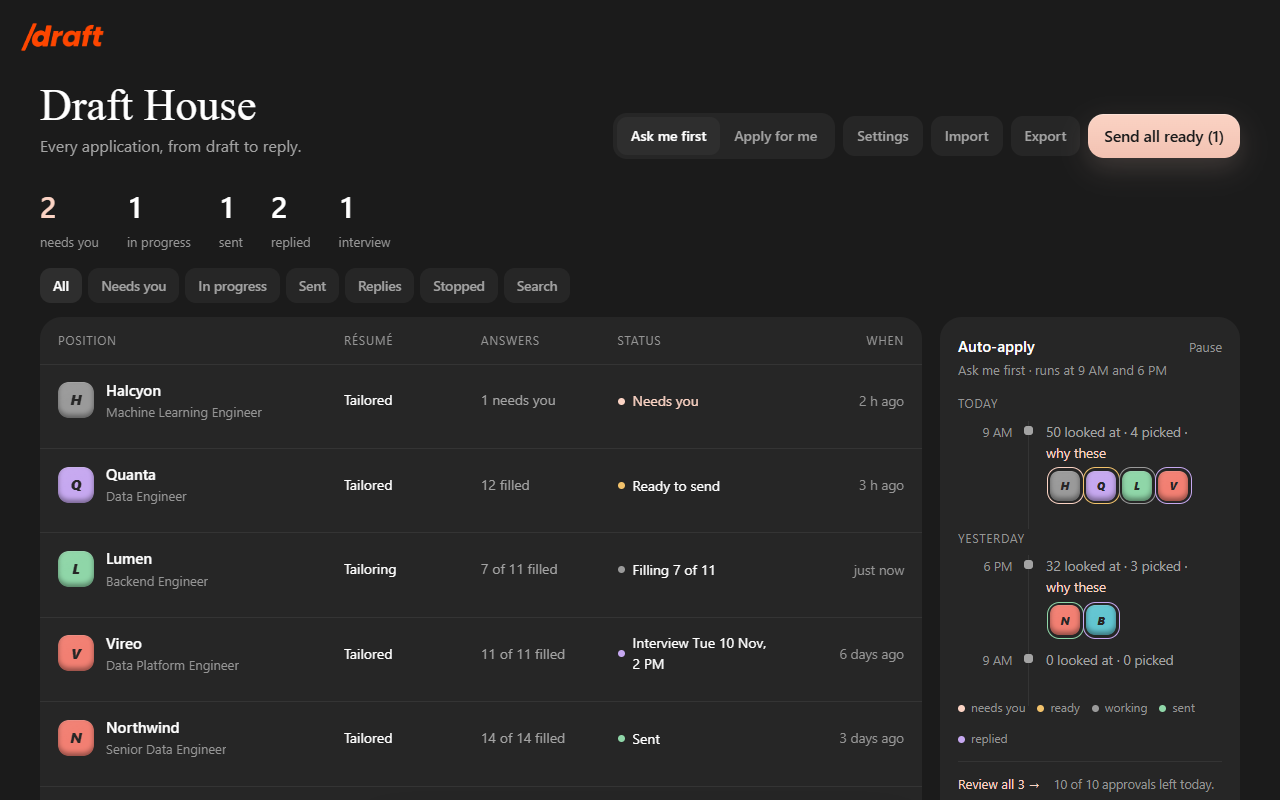 /draft
Draft House
Every application, from draft to reply.
Ask me first
Apply for me
Settings
Import
Export
Send all ready (1)
2
needs you
1
in progress
1
sent
2
replied
1
interview
All
Needs you
In progress
Sent
Replies
Stopped
Search
POSITION RÉSUMÉ ANSWERS STATUS WHEN
H
Halcyon
Machine Learning Engineer
Tailored
1 needs you
Needs you
2 h ago
Q
Quanta
Data Engineer
Tailored
12 filled
Ready to send
3 h ago
L
Lumen
Backend Engineer
Tailoring
7 of 11 filled
Filling 7 of 11
just now
V
Vireo
Data Platform Engineer
Tailored
11 of 11 filled
Interview Tue 10 Nov,
2 PM
6 days ago
N
Northwind
Senior Data Engineer
Tailored
14 of 14 filled
Sent
3 days ago
Auto-apply
Pause
Ask me first · runs at 9 AM and 6 PM
TODAY
9 AM
50 looked at · 4 picked ·
why these
H Q L V
YESTERDAY
6 PM
32 looked at · 3 picked ·
why these
N B
9 AM
0 looked at · 0 picked
needs you ready working sent
replied
Review all 3 →
10 of 10 approvals left today.